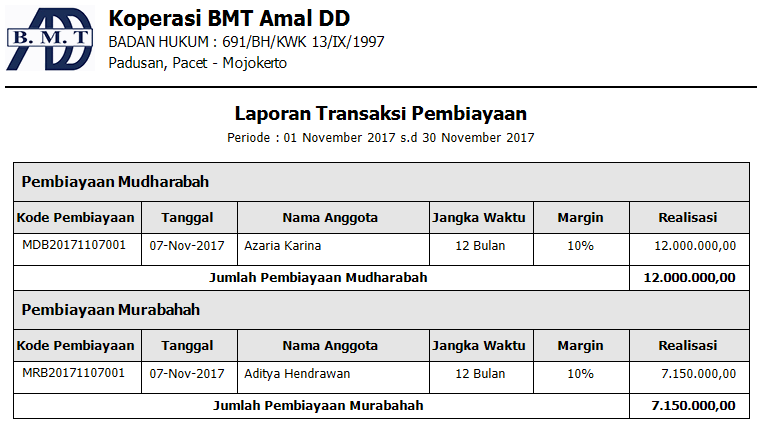 B. M. T
Koperasi BMT Amal DD
BADAN HUKUM : 691/BH/KWK 13/IX/1997
Padusan, Pacet - Mojokerto
Laporan Transaksi Pembiayaan
Periode : 01 November 2017 s.d 30 November 2017
Pembiayaan Mudharabah
Kode Pembiayaan Tanggal Nama Anggota Jangka Waktu Margin Realisasi
MDB20171107001 07-Nov-2017 Azaria Karina 12 Bulan 10% 12.000.000,00
Jumlah Pembiayaan Mudharabah 12.000.000,00
Pembiayaan Murabahah
Kode Pembiayaan Tanggal Nama Anggota Jangka Waktu Margin Realisasi
MRB20171107001 07-Nov-2017 Aditya Hendrawan 12 Bulan 10% 7.150.000,00
Jumlah Pembiayaan Murabahah 7.150.000,00